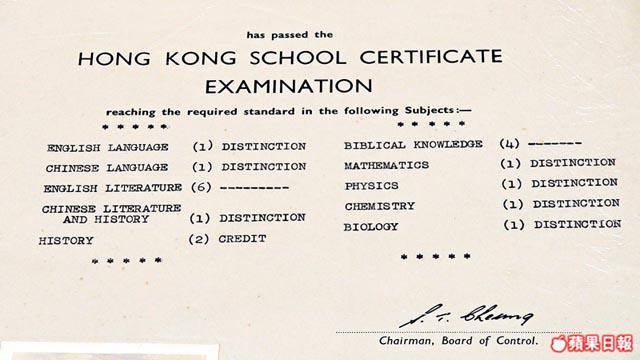 has passed the
HONG KONG SCHOOL CERTIFICATE
EXAMINATION
reaching the required standard in the following Subjects:—
* * * * *
ENGLISH LANGUAGE (1) DISTINCTION
CHINESE LANGUAGE (1) DISTINCTION
ENGLISH LITERATURE (6) ---------
CHINESE LITERATURE
AND HISTORY (1) DISTINCTION
HISTORY (2) CREDIT
* * * * *
* * * * *
BIBLICAL KNOWLEDGE (4) -------
MATHEMATICS (1) DISTINCTION
PHYSICS (1) DISTINCTION
CHEMISTRY (1) DISTINCTION
BIOLOGY (1) DISTINCTION
* * * * *
S. T. Cheung
Chairman, Board of Control.
蘋果日報